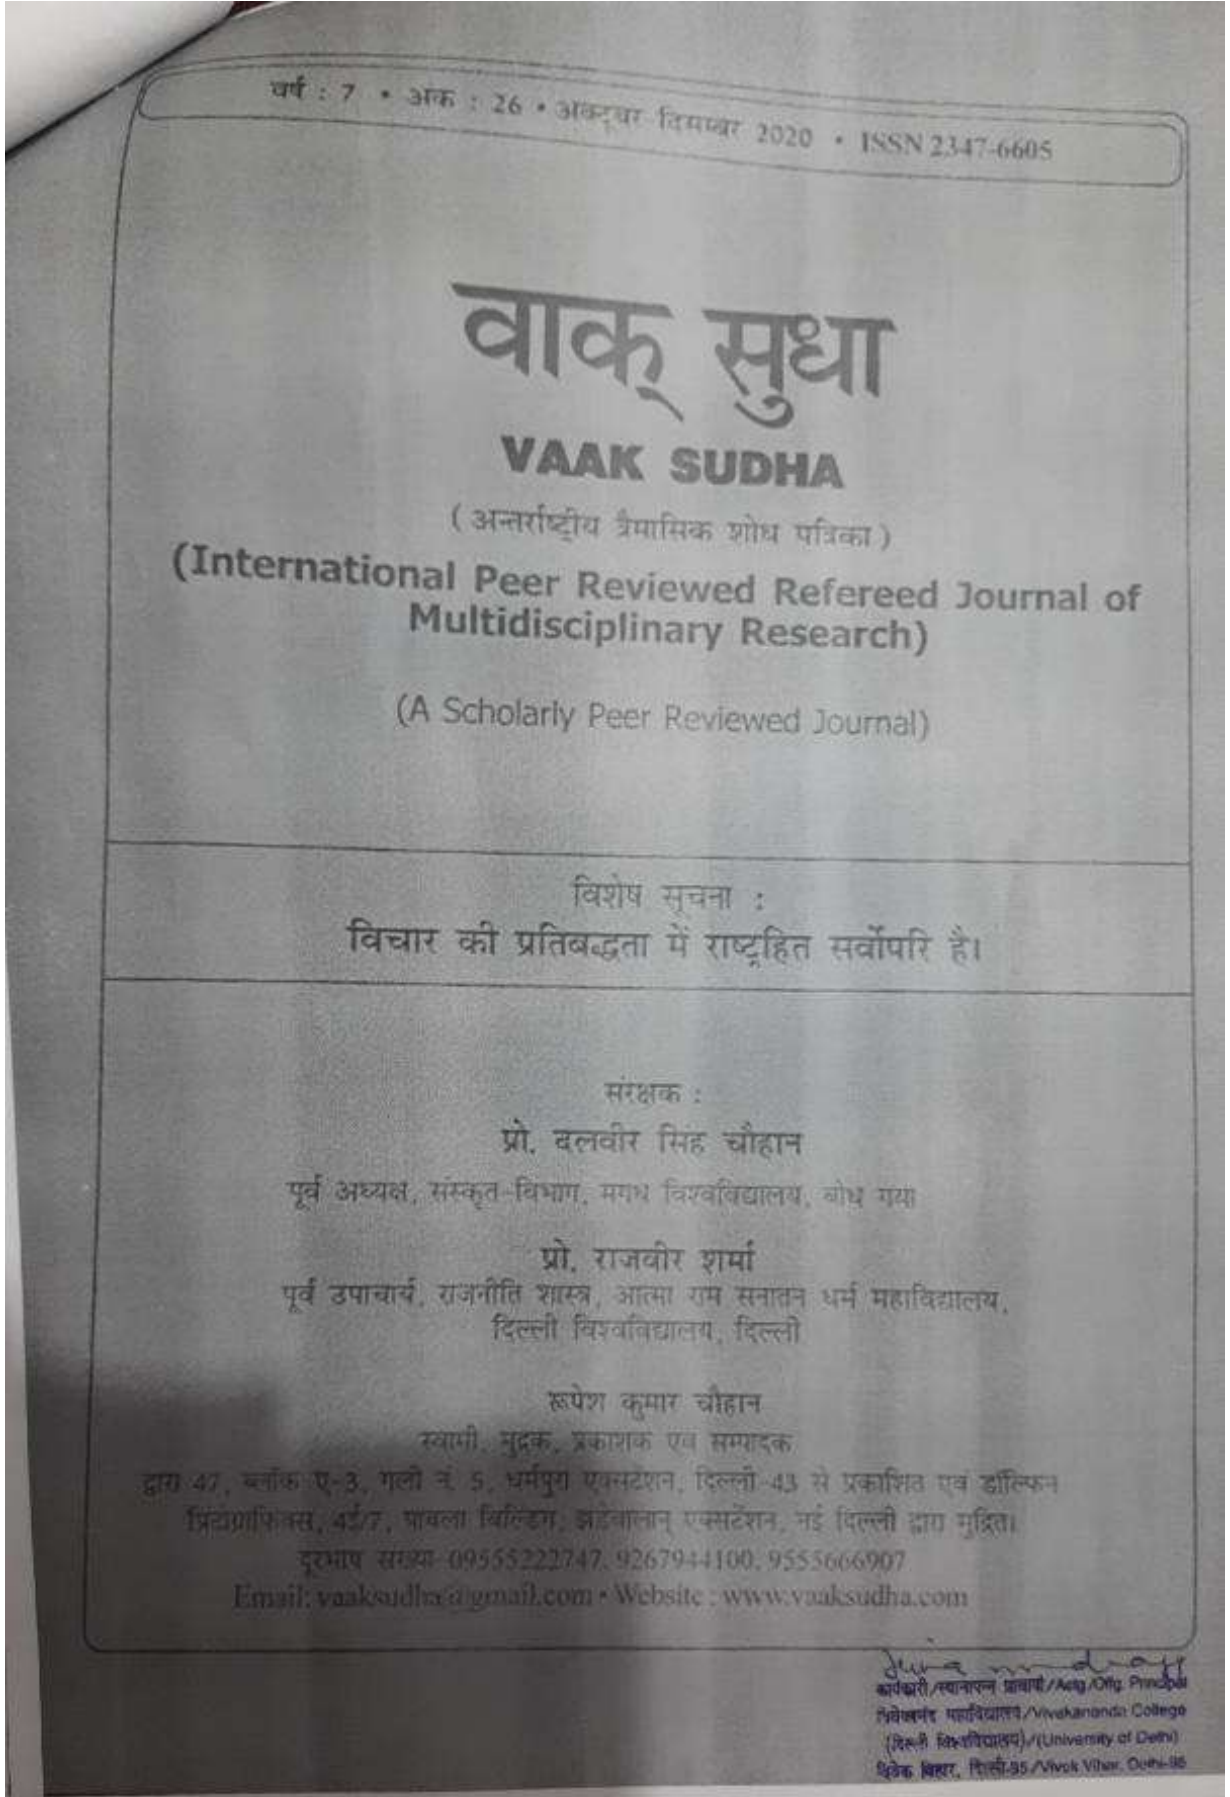 वर्ष : 7 • अंक : 26 • अक्टूबर दिसम्बर 2020 • ISSN 2347-6605
वाक् सुधा
VAAK SUDHA
( अन्तर्राष्ट्रीय त्रैमासिक शोध पत्रिका )
(International Peer Reviewed Refereed Journal of
Multidisciplinary Research)
(A Scholarly Peer Reviewed Journal)
विशेष सूचना :
विचार की प्रतिबद्धता में राष्ट्रहित सर्वोपरि है।
संरक्षक :
प्रो. दलवीर सिंह चौहान
पूर्व अध्यक्ष, संस्कृत-विभाग, मगध विश्वविद्यालय, बोध गया
प्रो. राजवीर शर्मा
पूर्व उपाचार्य, राजनीति शास्त्र, आत्मा राम सनातन धर्म महाविद्यालय,
दिल्ली विश्वविद्यालय, दिल्ली
रूपेश कुमार चौहान
स्वामी, मुद्रक, प्रकाशक एवं सम्पादक
द्वारा 47, ब्लॉक ए-3, गली नं. 5, धर्मपुरा एक्सटेंशन, दिल्ली-43 से प्रकाशित एवं डॉल्फिन
प्रिंटोग्राफिक्स, 4ई/7, पाबला बिल्डिंग, झंडेवालान् एक्सटेंशन, नई दिल्ली द्वारा मुद्रित।
दूरभाष संख्या-09555222747, 9267944100, 9555666907
Email: vaaksudha@gmail.com • Website : www.vaaksudha.com
कार्यकारी/स्थानापन्न प्राचार्या/Actg./Offg. Principal
विवेकानंद महाविद्यालय/Vivekananda College
(दिल्ली विश्वविद्यालय)/(University of Delhi)
विवेक विहार, दिल्ली-95/Vivek Vihar, Delhi-95